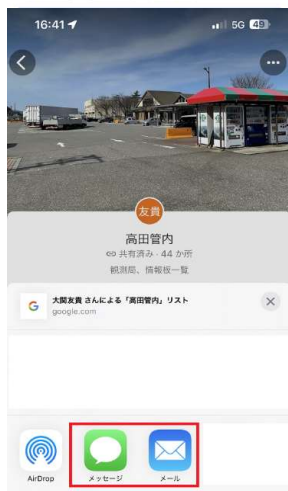 16:41
5G 49
友貴
高田管内
共有済み · 44 か所
観測局、情報板一覧
G
大関友貴 さんによる「高田管内」リスト
google.com
AirDrop
メッセージ
メール